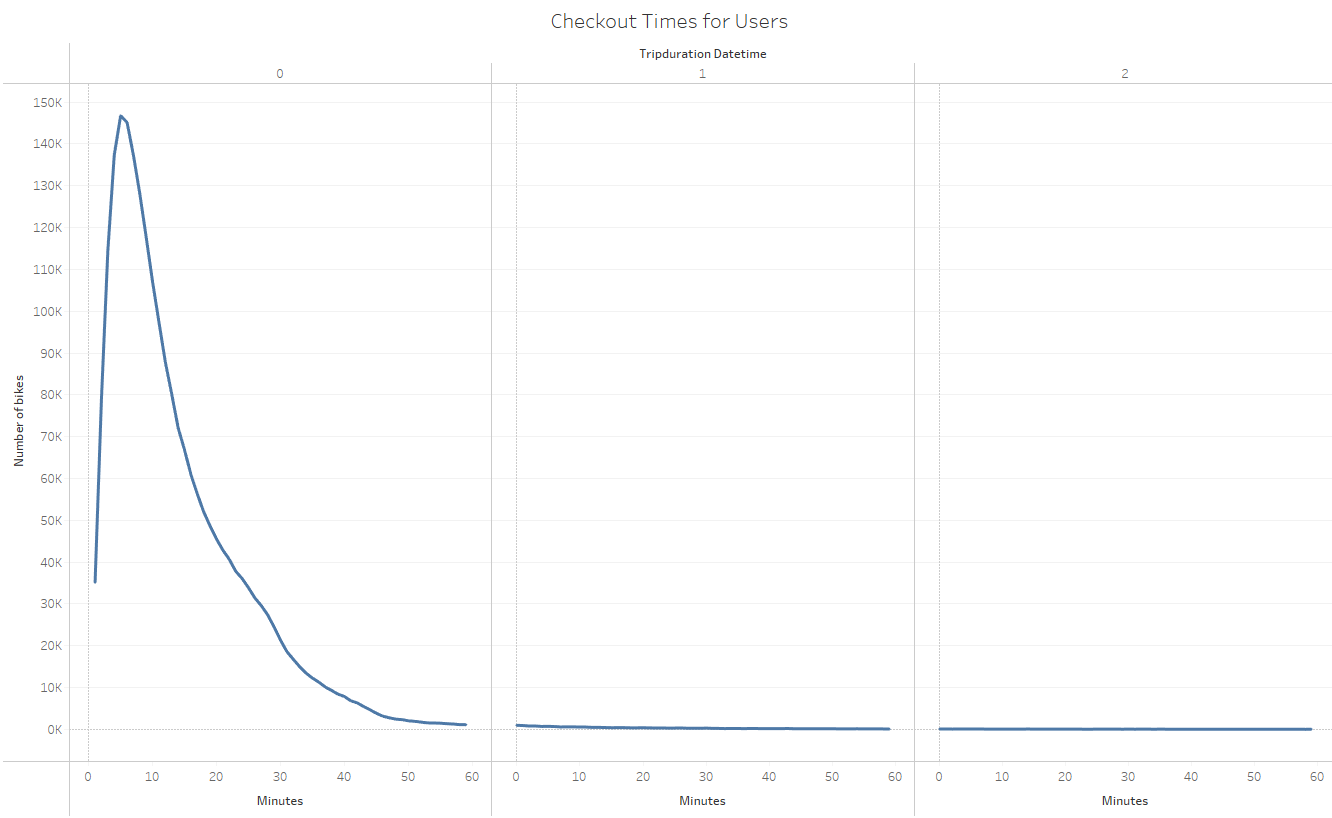 Checkout Times for Users
Tripduration Datetime
0 1 2
150K
140K
130K
120K
110K
100K
90K
80K
70K
60K
50K
40K
30K
20K
10K
0K
Number of bikes
0 10 20 30 40 50 60 0 10 20 30 40 50 60 0 10 20 30 40 50 60
Minutes Minutes Minutes